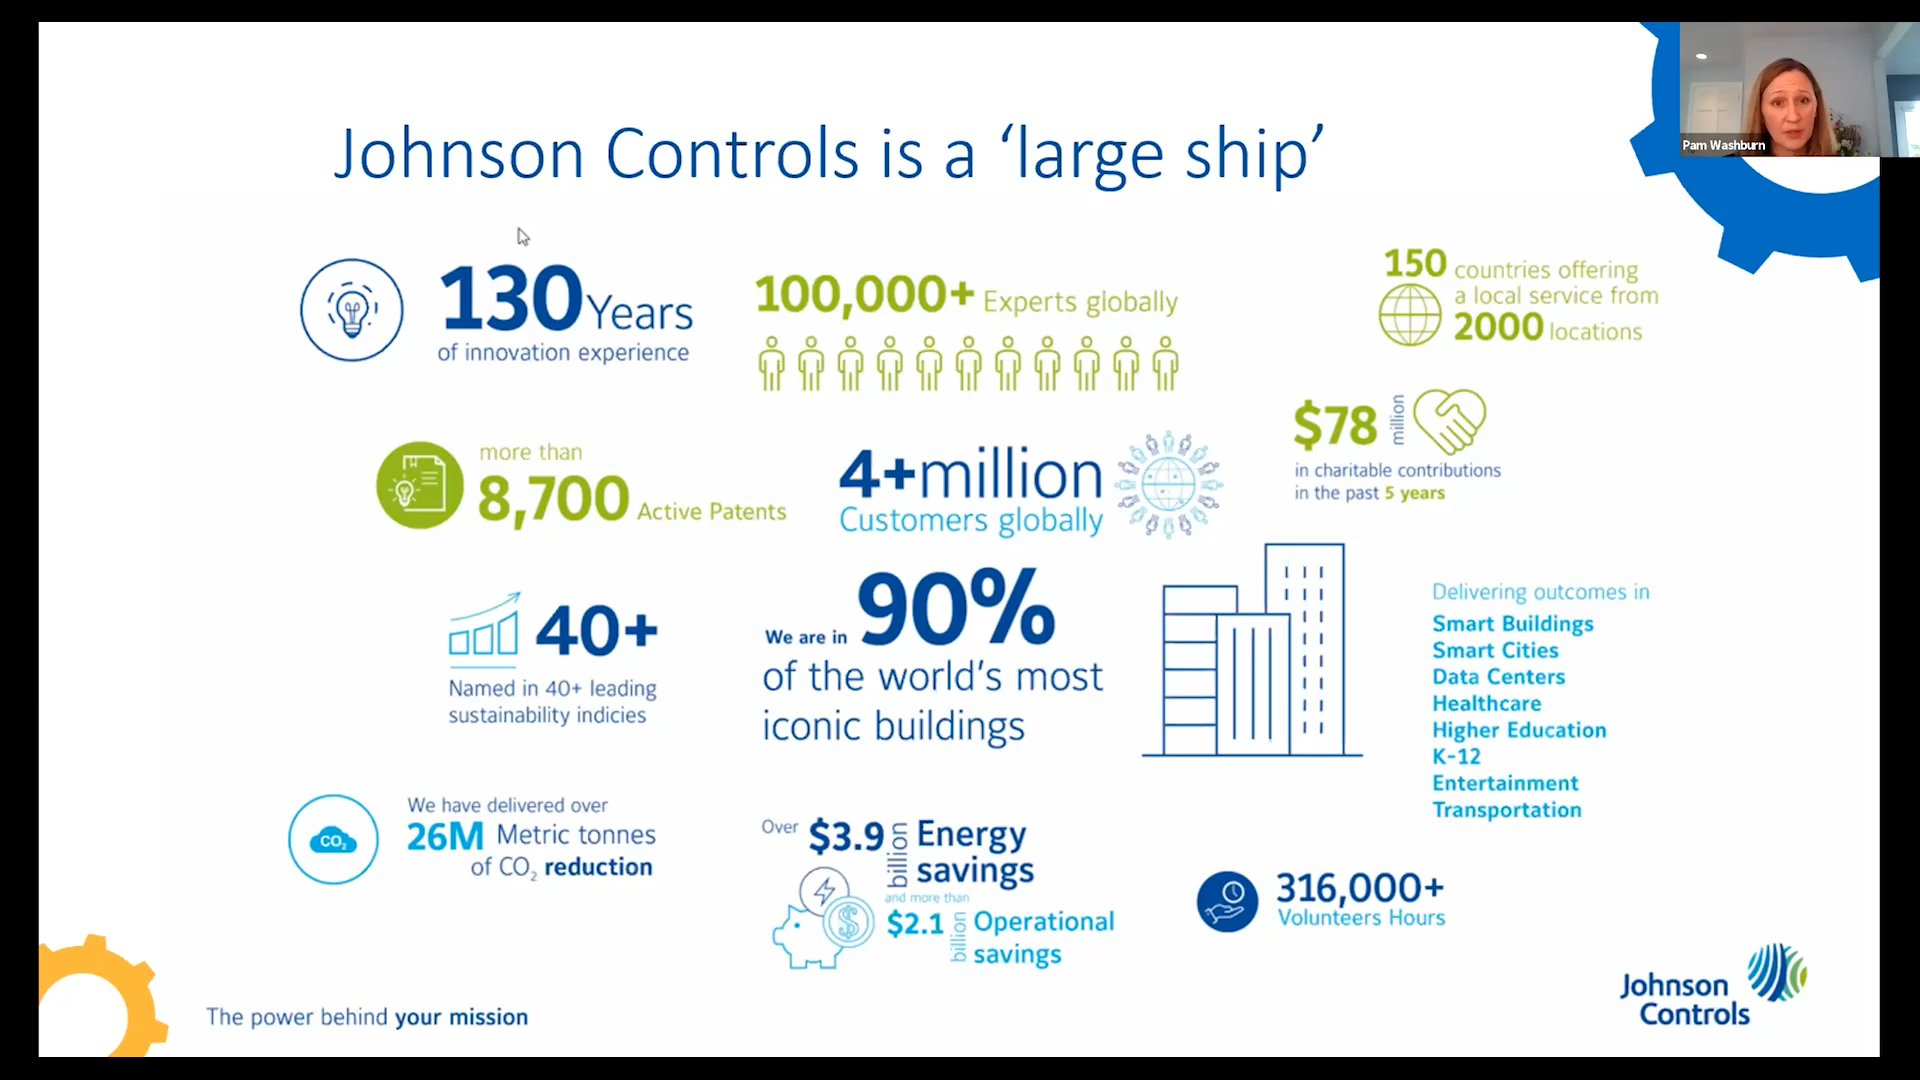 Pam Washburn
Johnson Controls is a ‘large ship’
130 Years
of innovation experience
100,000+ Experts globally
150 countries offering
a local service from
2000 locations
more than
8,700 Active Patents
4+million
Customers globally
$78 million
in charitable contributions
in the past 5 years
40+
Named in 40+ leading
sustainability indicies
We are in 90%
of the world's most
iconic buildings
Delivering outcomes in
Smart Buildings
Smart Cities
Data Centers
Healthcare
Higher Education
K-12
Entertainment
Transportation
CO₂
We have delivered over
26M Metric tonnes
of CO₂ reduction
Over $3.9 billion Energy
savings
and more than
$2.1 billion Operational
savings
$
316,000+
Volunteers Hours
The power behind your mission
Johnson
Controls